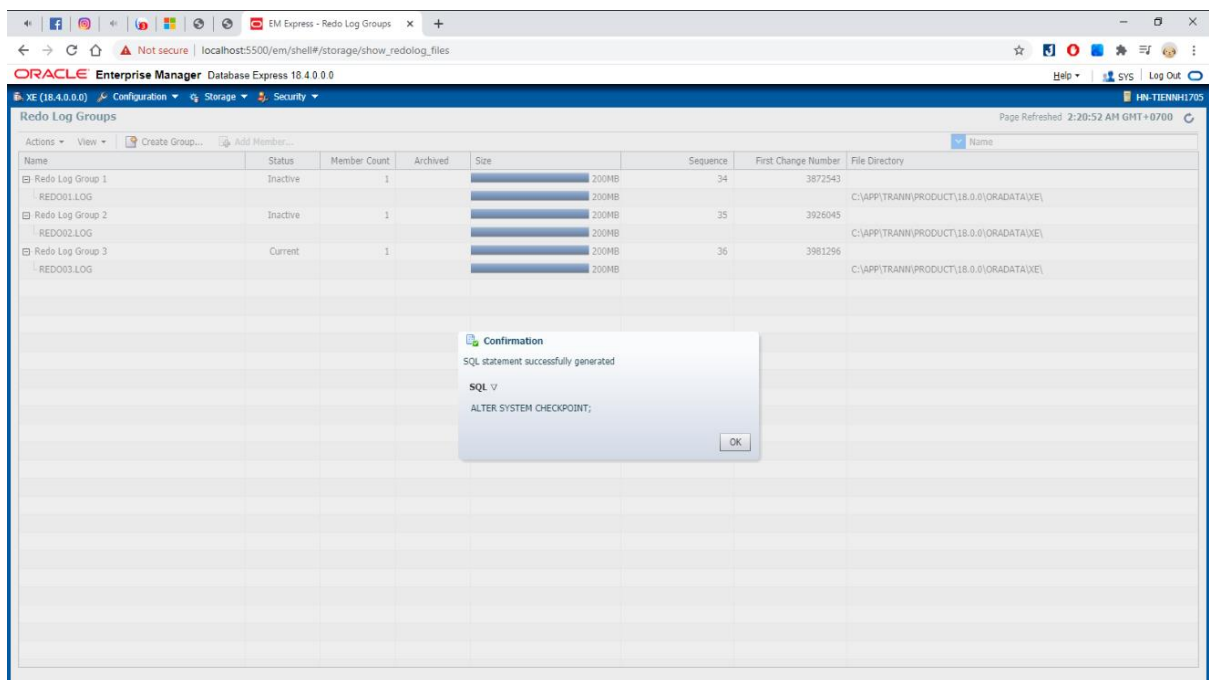 EM Express - Redo Log Groups
Not secure | localhost:5500/em/shell#/storage/show_redolog_files
ORACLE Enterprise Manager Database Express 18.4.0.0.0 Help SYS Log Out
XE (18.4.0.0.0) Configuration Storage Security HN-TIENNH1705
Redo Log Groups Page Refreshed 2:20:52 AM GMT+0700
Actions View Create Group... Add Member... Name
Name Status Member Count Archived Size Sequence First Change Number File Directory
Redo Log Group 1 Inactive 1 200MB 34 3872543
REDO01.LOG 200MB C:\APP\TRANN\PRODUCT\18.0.0\ORADATA\XE\
Redo Log Group 2 Inactive 1 200MB 35 3926045
REDO02.LOG 200MB C:\APP\TRANN\PRODUCT\18.0.0\ORADATA\XE\
Redo Log Group 3 Current 1 200MB 36 3981296
REDO03.LOG 200MB C:\APP\TRANN\PRODUCT\18.0.0\ORADATA\XE\
Confirmation
SQL statement successfully generated
SQL
ALTER SYSTEM CHECKPOINT;
OK